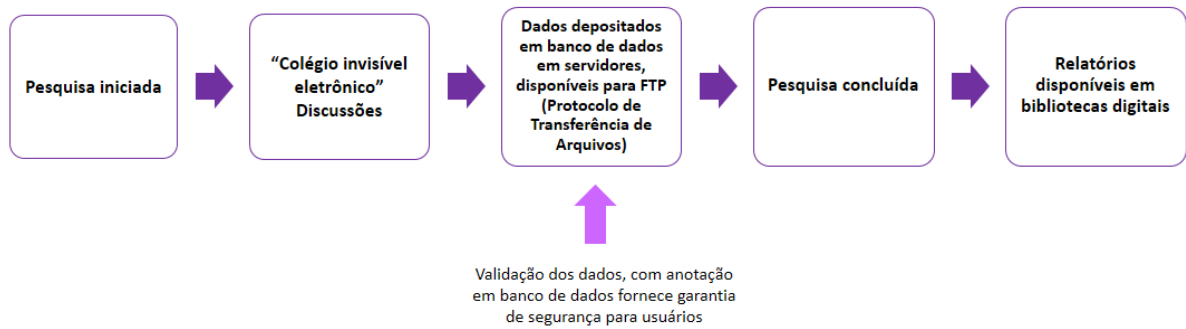 Pesquisa iniciada
“Colégio invisível
eletrônico”
Discussões
Dados depositados
em banco de dados
em servidores,
disponíveis para FTP
(Protocolo de
Transferência de
Arquivos)
Pesquisa concluída
Relatórios
disponíveis em
bibliotecas digitais
Validação dos dados, com anotação
em banco de dados fornece garantia
de segurança para usuários